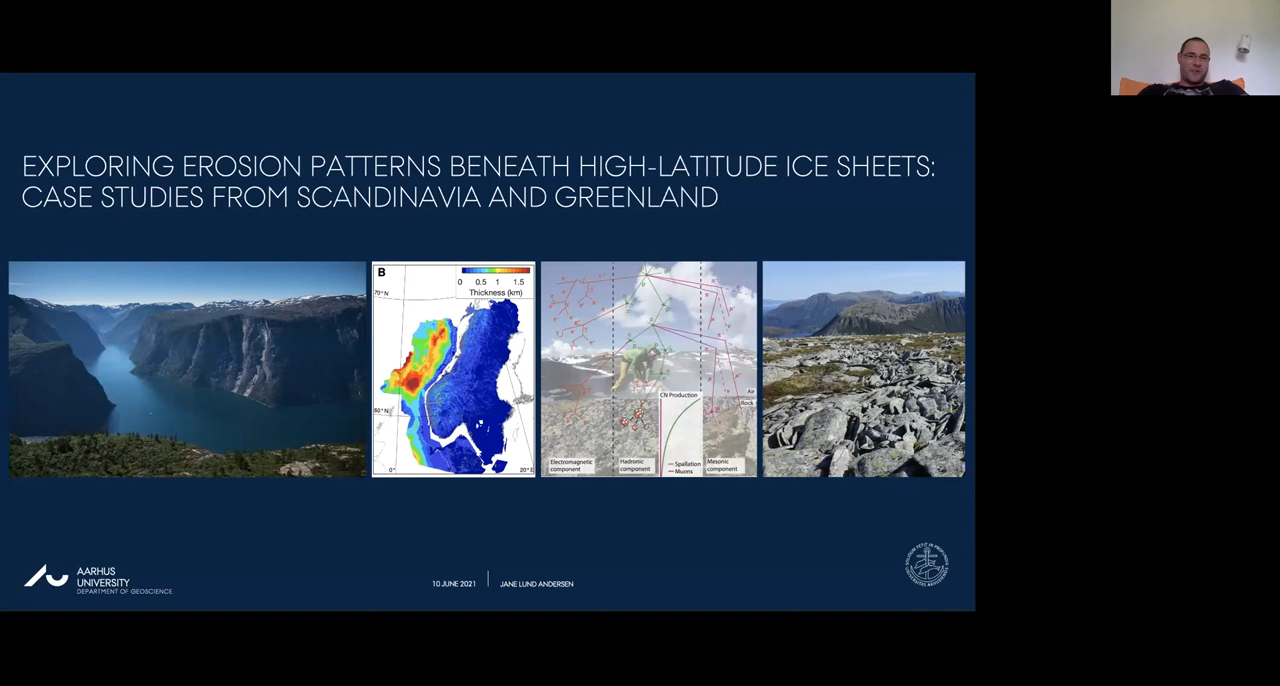 EXPLORING EROSION PATTERNS BENEATH HIGH-LATITUDE ICE SHEETS:
CASE STUDIES FROM SCANDINAVIA AND GREENLAND
B
0 0.5 1 1.5
Thickness (km)
70° N
60° N
0°
20° E
Air
Rock
CN Production
Electromagnetic
component
Hadronic
component
Spallation
Muons
Mesonic
component
AARHUS
UNIVERSITY
DEPARTMENT OF GEOSCIENCE
10 JUNE 2021
JANE LUND ANDERSEN